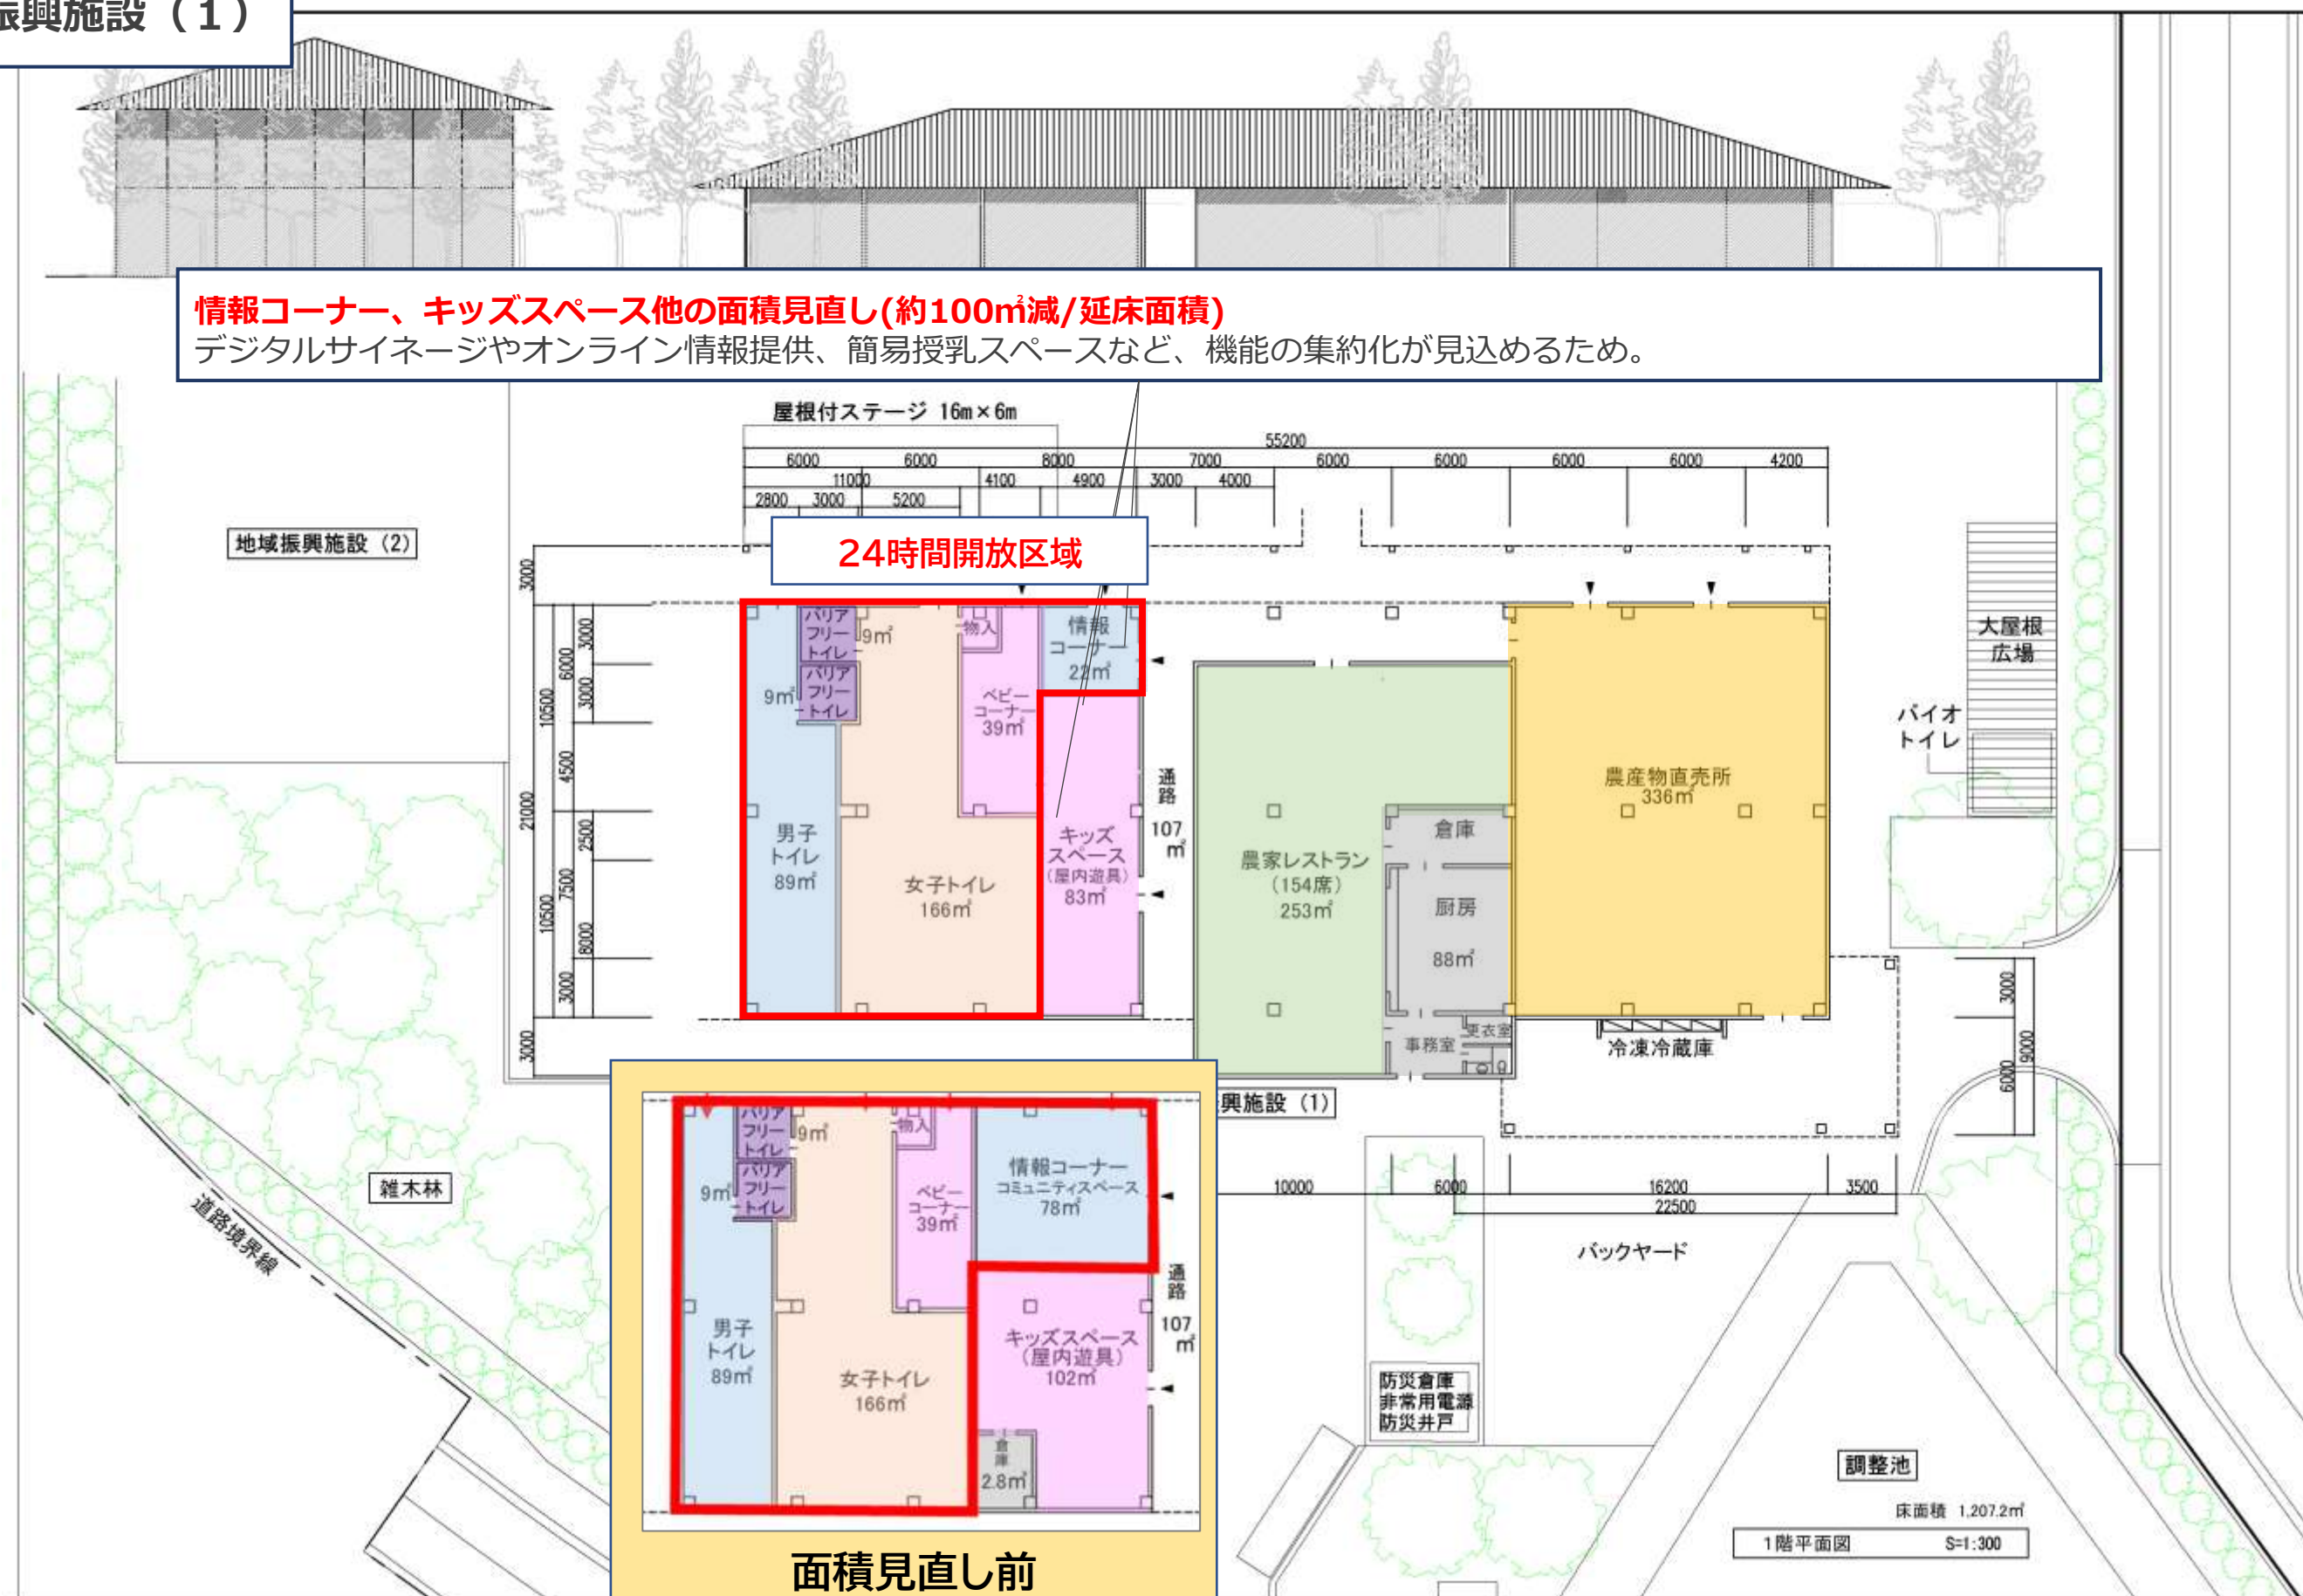 振興施設（1）
情報コーナー、キッズスペース他の面積見直し(約100㎡減/延床面積)
デジタルサイネージやオンライン情報提供、簡易授乳スペースなど、機能の集約化が見込めるため。
屋根付ステージ 16m×6m
55200
6000 6000 8000 7000 6000 6000 6000 6000 4200
11000 4100 4900 3000 4000
2800 3000 5200
地域振興施設（2）
24時間開放区域
3000
21000
3000
10500
10500
6000
4500
7500
3000
3000
3000
2500
8000
バリア
フリー
トイレ
9㎡
バリア
フリー
トイレ
9㎡
物入
情報
コーナー
22㎡
ベビー
コーナー
39㎡
男子
トイレ
89㎡
女子トイレ
166㎡
キッズ
スペース
（屋内遊具）
83㎡
通路
107
㎡
農家レストラン
（154席）
253㎡
倉庫
厨房
88㎡
事務室
更衣室
農産物直売所
336㎡
冷凍冷蔵庫
大屋根
広場
バイオ
トイレ
3000
6000
9000
興施設（1）
10000 6000 16200 3500
22500
バックヤード
雑木林
道路境界線
バリア
フリー
トイレ
9㎡
バリア
フリー
トイレ
9㎡
物入
ベビー
コーナー
39㎡
情報コーナー
コミュニティスペース
78㎡
男子
トイレ
89㎡
女子トイレ
166㎡
キッズスペース
（屋内遊具）
102㎡
倉庫
2.8㎡
通路
107
㎡
面積見直し前
防災倉庫
非常用電源
防災井戸
調整池
床面積 1,207.2㎡
1階平面図 S=1:300